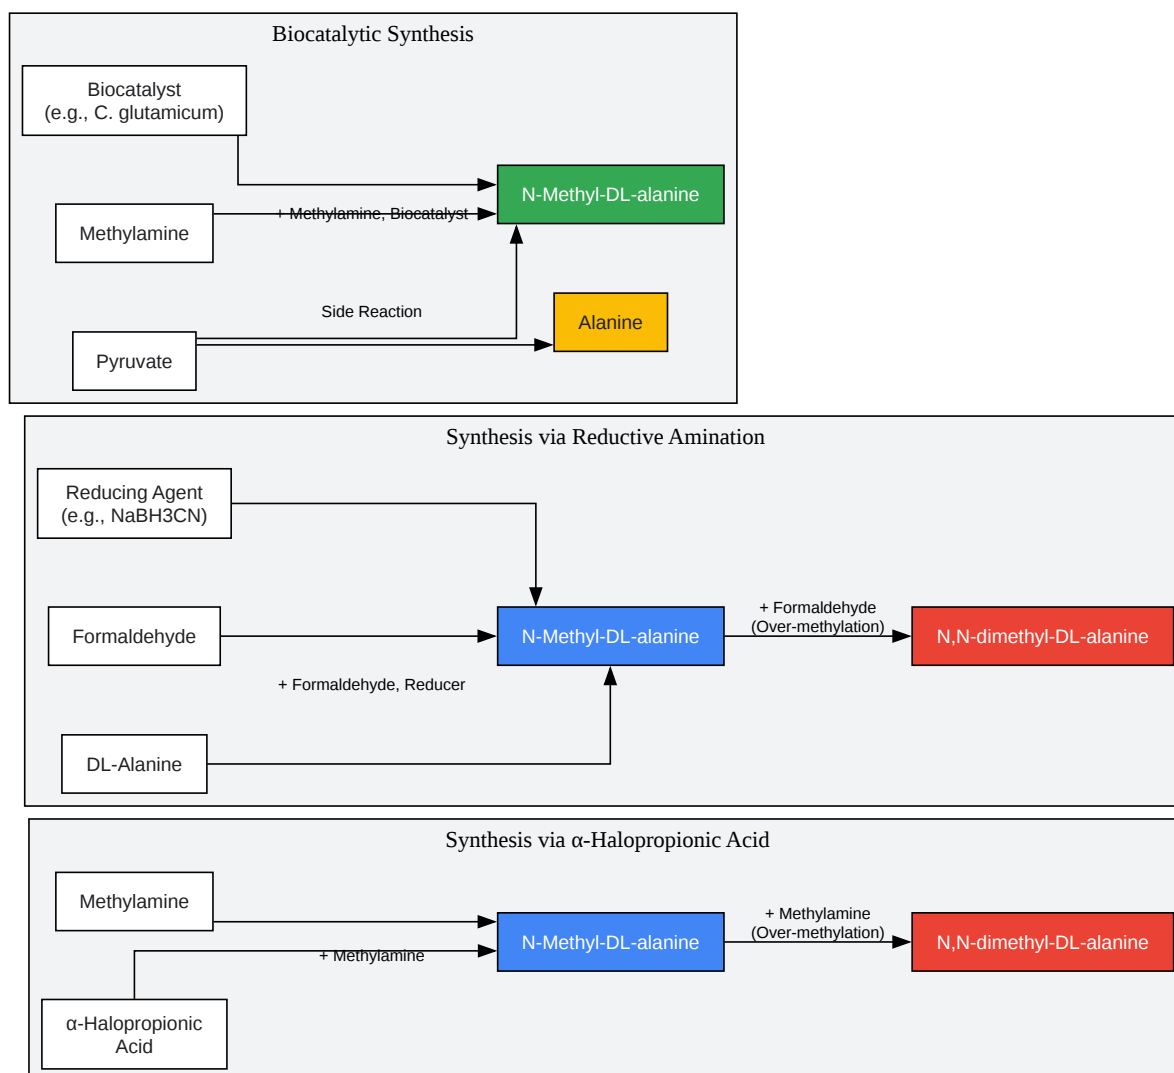 Biocatalytic Synthesis
Biocatalyst
(e.g., C. glutamicum)
N-Methyl-DL-alanine
+ Methylamine, Biocatalyst
Methylamine
Side Reaction
Alanine
Pyruvate
Synthesis via Reductive Amination
Reducing Agent
(e.g., NaBH3CN)
Formaldehyde
N-Methyl-DL-alanine
+ Formaldehyde
(Over-methylation)
N,N-dimethyl-DL-alanine
+ Formaldehyde, Reducer
DL-Alanine
Synthesis via α-Halopropionic Acid
Methylamine
N-Methyl-DL-alanine
+ Methylamine
(Over-methylation)
N,N-dimethyl-DL-alanine
+ Methylamine
α-Halopropionic
Acid